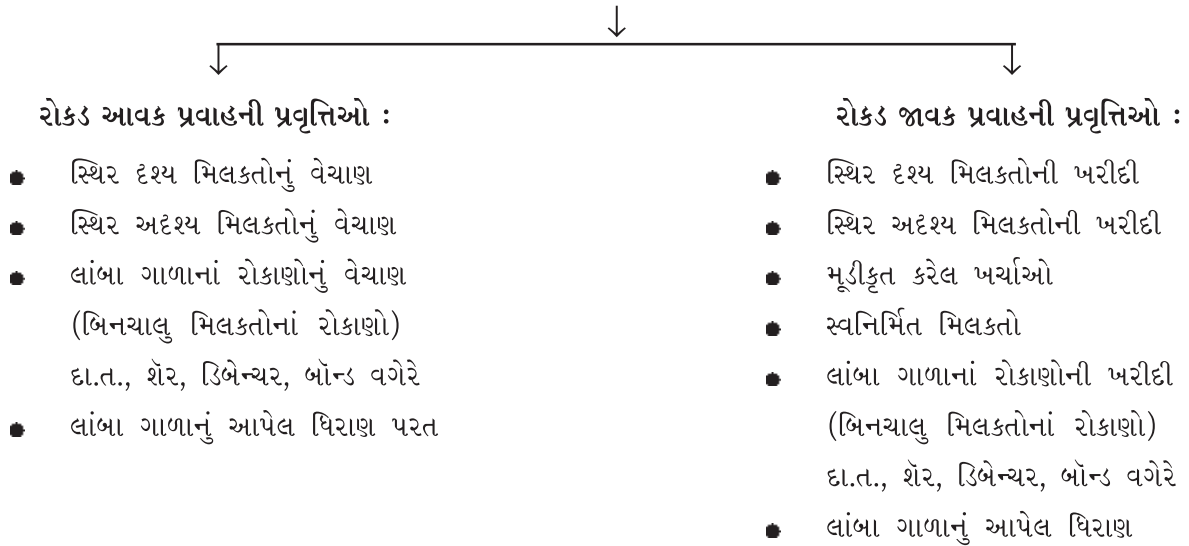 રોકડ આવક પ્રવાહની પ્રવૃત્તિઓ :
સ્થિર દૃશ્ય મિલકતોનું વેચાણ
સ્થિર અદૃશ્ય મિલકતોનું વેચાણ
લાંબા ગાળાનાં રોકાણોનું વેચાણ
(બિનચાલુ મિલકતોનાં રોકાણો)
દા.ત., શૅર, ડિબેન્ચર, બૉન્ડ વગેરે
લાંબા ગાળાનું આપેલ ધિરાણ પરત
રોકડ જાવક પ્રવાહની પ્રવૃત્તિઓ :
સ્થિર દૃશ્ય મિલકતોની ખરીદી
સ્થિર અદૃશ્ય મિલકતોની ખરીદી
મૂડીકૃત કરેલ ખર્ચાઓ
સ્વનિર્મિત મિલકતો
લાંબા ગાળાનાં રોકાણોની ખરીદી
(બિનચાલુ મિલકતોનાં રોકાણો)
દા.ત., શૅર, ડિબેન્ચર, બૉન્ડ વગેરે
લાંબા ગાળાનું આપેલ ધિરાણ